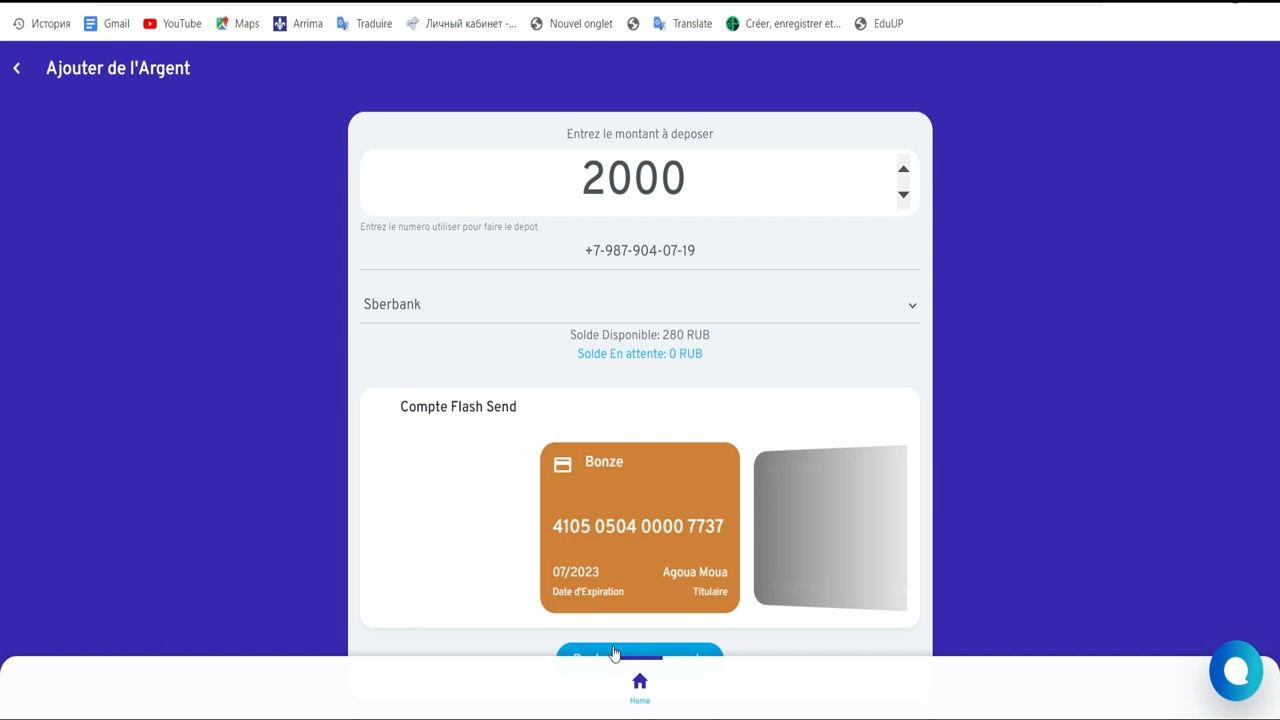 История Gmail YouTube Maps Arrima Traduire Личный кабинет -... Nouvel onglet Translate Créer, enregistrer et... EduUP
Ajouter de l'Argent
Entrez le montant à deposer
2000
Entrez le numero utiliser pour faire le depot
+7-987-904-07-19
Sberbank
Solde Disponible: 280 RUB
Solde En attente: 0 RUB
Compte Flash Send
Bonze
4105 0504 0000 7737
07/2023 Agoua Moua
Date d'Expiration Titulaire
Home